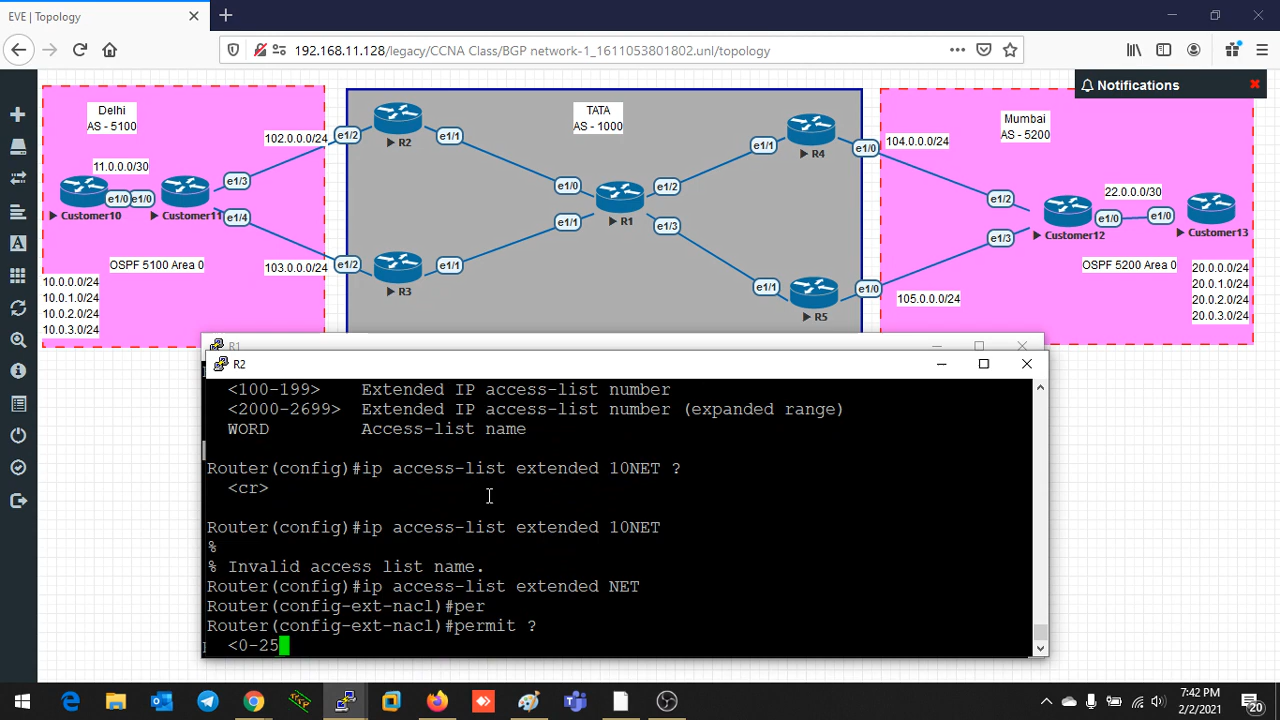 EVE | Topology
192.168.11.128/legacy/CCNA Class/BGP network-1_1611053801802.unl/topology
Notifications
Delhi
AS - 5100
102.0.0.0/24
11.0.0.0/30
e1/2
R2
e1/1
TATA
AS - 1000
e1/1
R4
e1/0
104.0.0.0/24
Mumbai
AS - 5200
e1/3
e1/0
e1/0
Customer10
Customer11
e1/4
e1/0
e1/2
R1
e1/1
e1/3
22.0.0.0/30
e1/2
e1/0
e1/0
Customer12
Customer13
e1/3
OSPF 5100 Area 0
103.0.0.0/24
e1/2
R3
e1/1
e1/1
R5
e1/0
105.0.0.0/24
OSPF 5200 Area 0
10.0.0.0/24
10.0.1.0/24
10.0.2.0/24
10.0.3.0/24
20.0.0.0/24
20.0.1.0/24
20.0.2.0/24
20.0.3.0/24
R1
R2
<100-199> Extended IP access-list number
<2000-2699> Extended IP access-list number (expanded range)
WORD Access-list name
Router(config)#ip access-list extended 10NET ?
<cr>
Router(config)#ip access-list extended 10NET
%
% Invalid access list name.
Router(config)#ip access-list extended NET
Router(config-ext-nacl)#per
Router(config-ext-nacl)#permit ?
<0-25
7:42 PM
2/2/2021
20